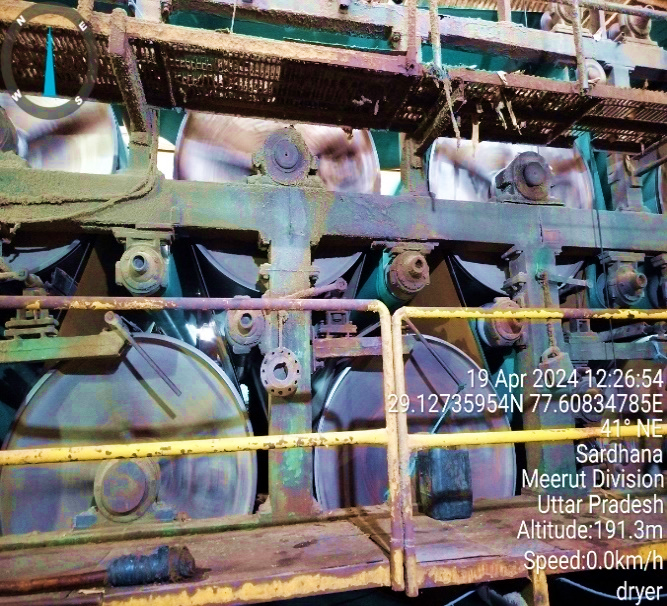 N
E
S
W
19 Apr 2024 12:26:54
29.12735954N 77.60834785E
41° NE
Sardhana
Meerut Division
Uttar Pradesh
Altitude:191.3m
Speed:0.0km/h
dryer